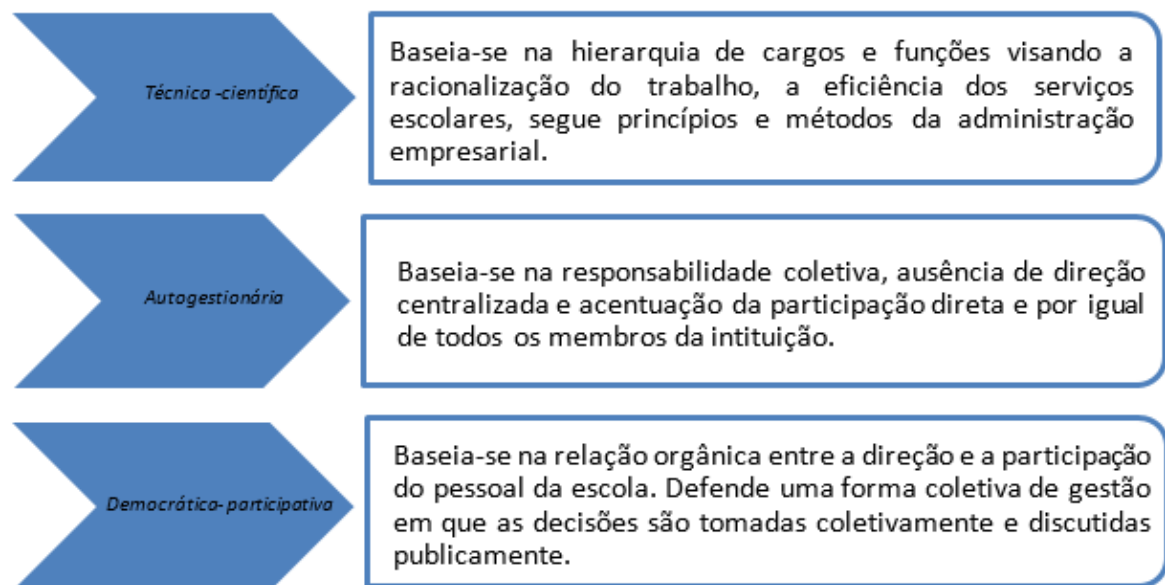 Técnica -científica
Baseia-se na hierarquia de cargos e funções visando a
racionalização do trabalho, a eficiência dos serviços
escolares, segue princípios e métodos da administração
empresarial.
Autogestionária
Baseia-se na responsabilidade coletiva, ausência de direção
centralizada e acentuação da participação direta e por igual
de todos os membros da intituição.
Democrática- participativa
Baseia-se na relação orgânica entre a direção e a participação
do pessoal da escola. Defende uma forma coletiva de gestão
em que as decisões são tomadas coletivamente e discutidas
publicamente.